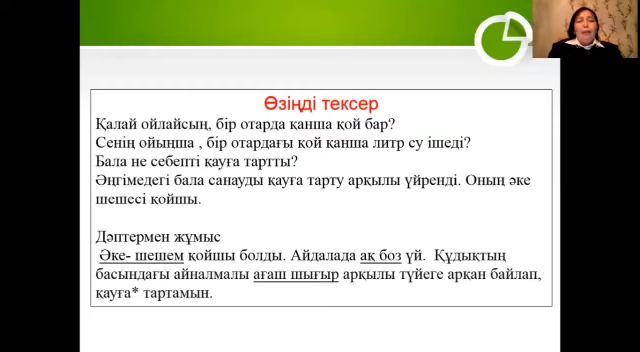 Өзіңді тексер
Қалай ойлайсың, бір отарда қанша қой бар?
Сенің ойыңша , бір отардағы қой қанша литр су ішеді?
Бала не себепті қауға тартты?
Әңгімедегі бала санауды қауға тарту арқылы үйренді. Оның әке
шешесі қойшы.
Дәптермен жұмыс
Әке- шешем қойшы болды. Айдалада ақ боз үй. Құдықтың
басындағы айналмалы ағаш шығыр арқылы түйеге арқан байлап,
қауға* тартамын.